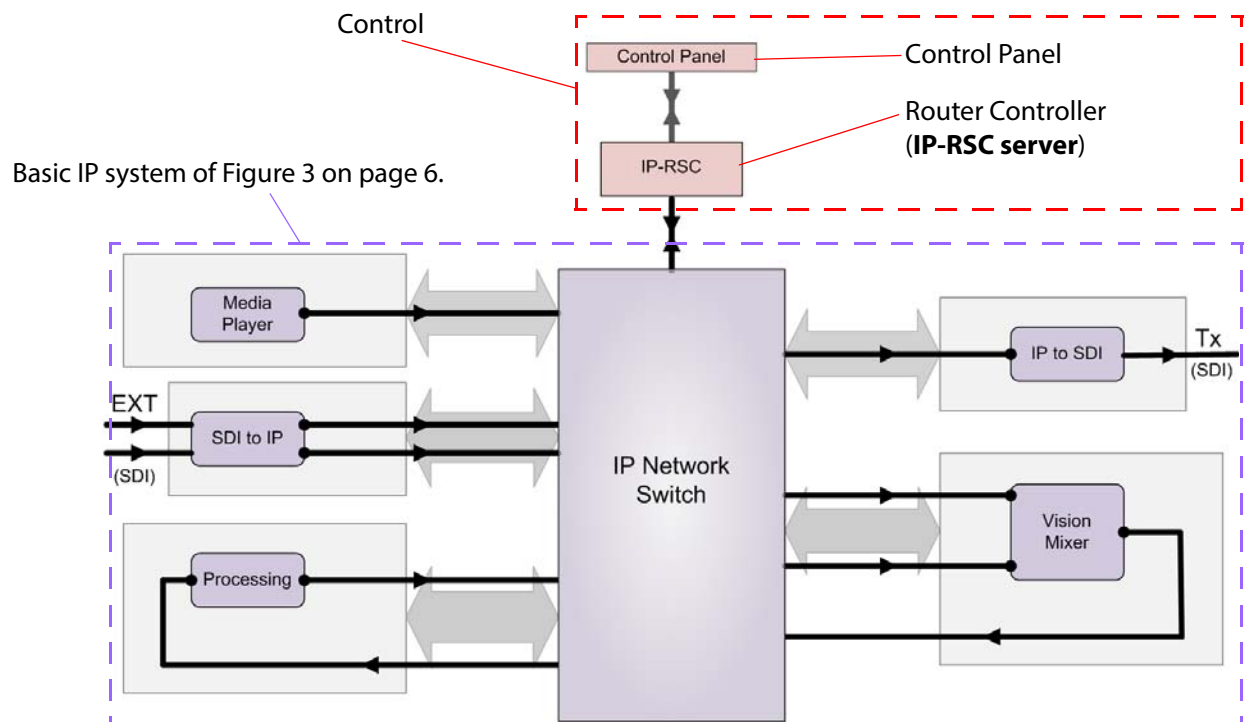 Control
Control Panel
Control Panel
Router Controller
(IP-RSC server)
IP-RSC
Basic IP system of Figure 3 on page 6.
Media
Player
EXT
(SDI)
SDI to IP
Processing
IP Network
Switch
IP to SDI
Tx
(SDI)
Vision
Mixer